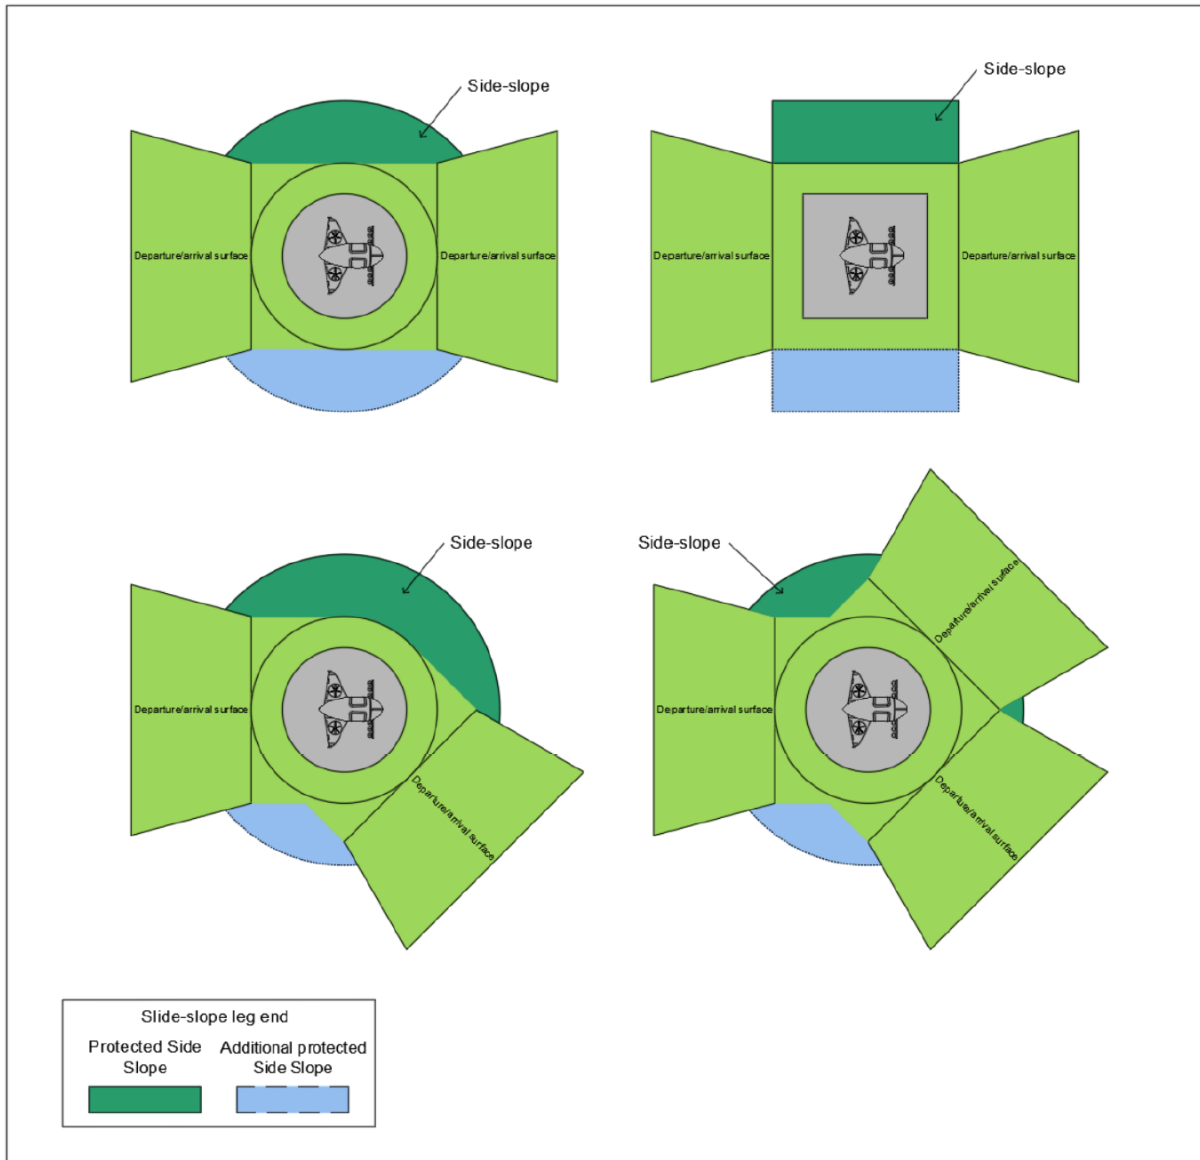 Side-slope
Side-slope
Departure/arrival surface
Departure/arrival surface
Departure/arrival surface
Departure/arrival surface
Side-slope
Side-slope
Departure/arrival surface
Departure/arrival surface
Departure/arrival surface
Departure/arrival surface
Departure/arrival surface
Slide-slope leg end
Protected Side
Slope
Additional protected
Side Slope